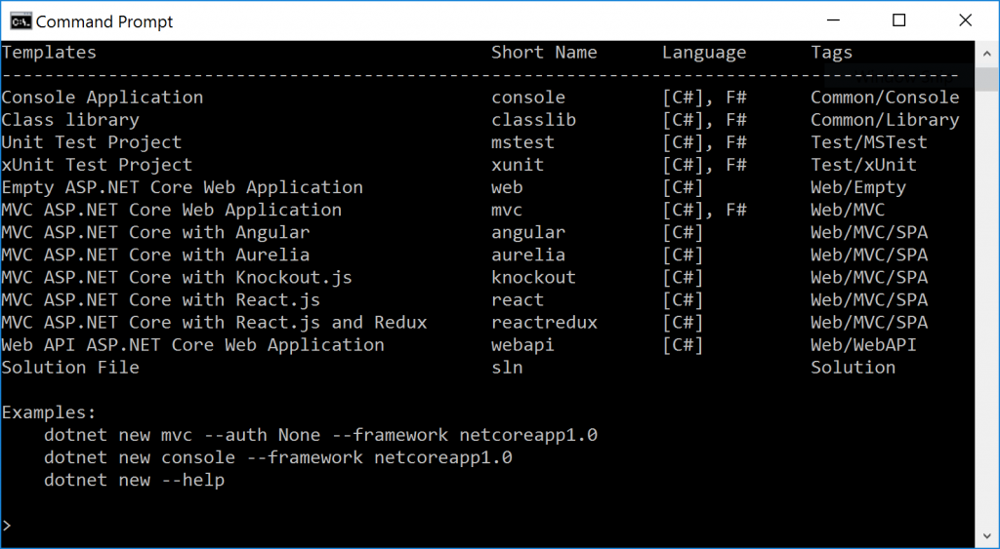 Command Prompt
Templates Short Name Language Tags
------------------------------------------------------------------------------------------
Console Application console [C#], F# Common/Console
Class library classlib [C#], F# Common/Library
Unit Test Project mstest [C#], F# Test/MSTest
xUnit Test Project xunit [C#], F# Test/xUnit
Empty ASP.NET Core Web Application web [C#] Web/Empty
MVC ASP.NET Core Web Application mvc [C#], F# Web/MVC
MVC ASP.NET Core with Angular angular [C#] Web/MVC/SPA
MVC ASP.NET Core with Aurelia aurelia [C#] Web/MVC/SPA
MVC ASP.NET Core with Knockout.js knockout [C#] Web/MVC/SPA
MVC ASP.NET Core with React.js react [C#] Web/MVC/SPA
MVC ASP.NET Core with React.js and Redux reactredux [C#] Web/MVC/SPA
Web API ASP.NET Core Web Application webapi [C#] Web/WebAPI
Solution File sln Solution
Examples:
dotnet new mvc --auth None --framework netcoreapp1.0
dotnet new console --framework netcoreapp1.0
dotnet new --help
>